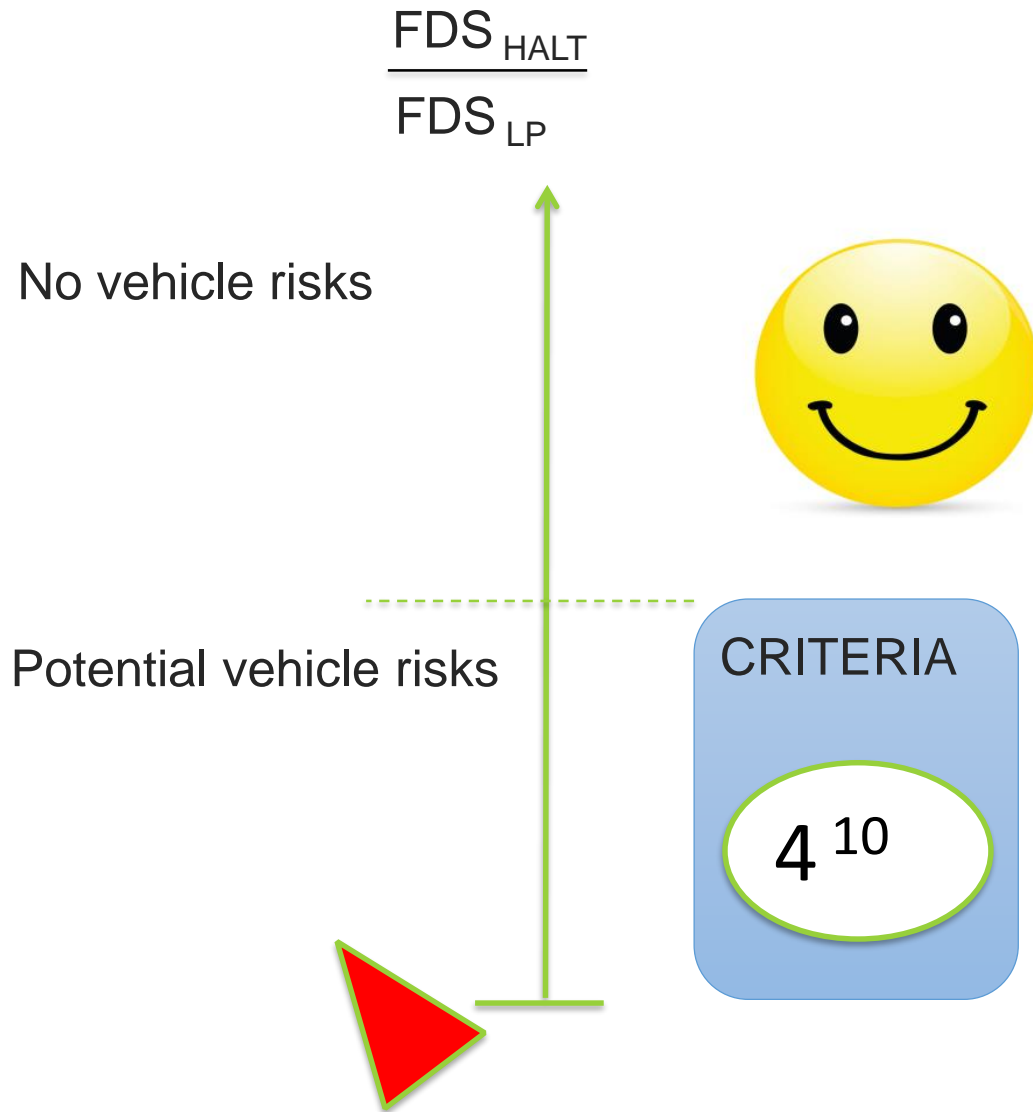 FDS HALT
FDS LP
No vehicle risks
Potential vehicle risks
CRITERIA
4 10